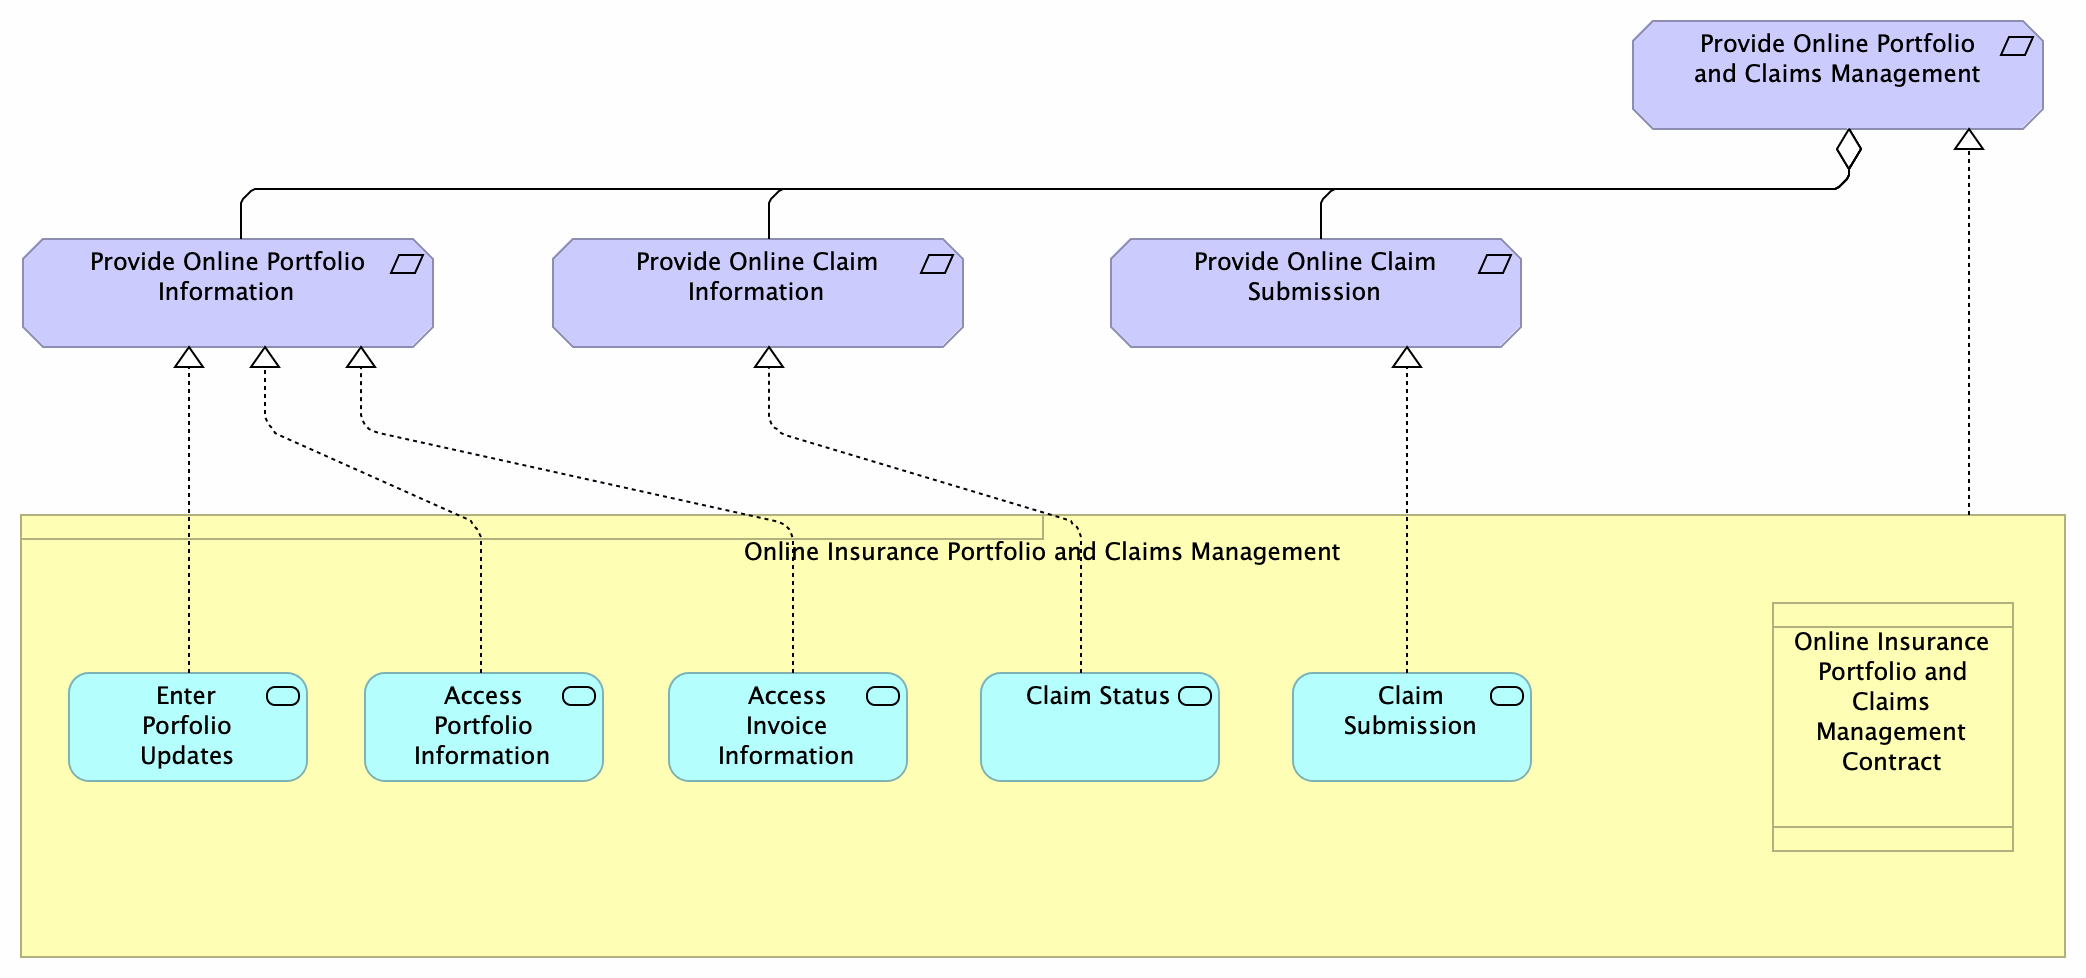 Provide Online Portfolio
and Claims Management
Provide Online Portfolio
Information
Provide Online Claim
Information
Provide Online Claim
Submission
Online Insurance Portfolio and Claims Management
Enter
Porfolio
Updates
Access
Portfolio
Information
Access
Invoice
Information
Claim Status
Claim
Submission
Online Insurance
Portfolio and
Claims
Management
Contract